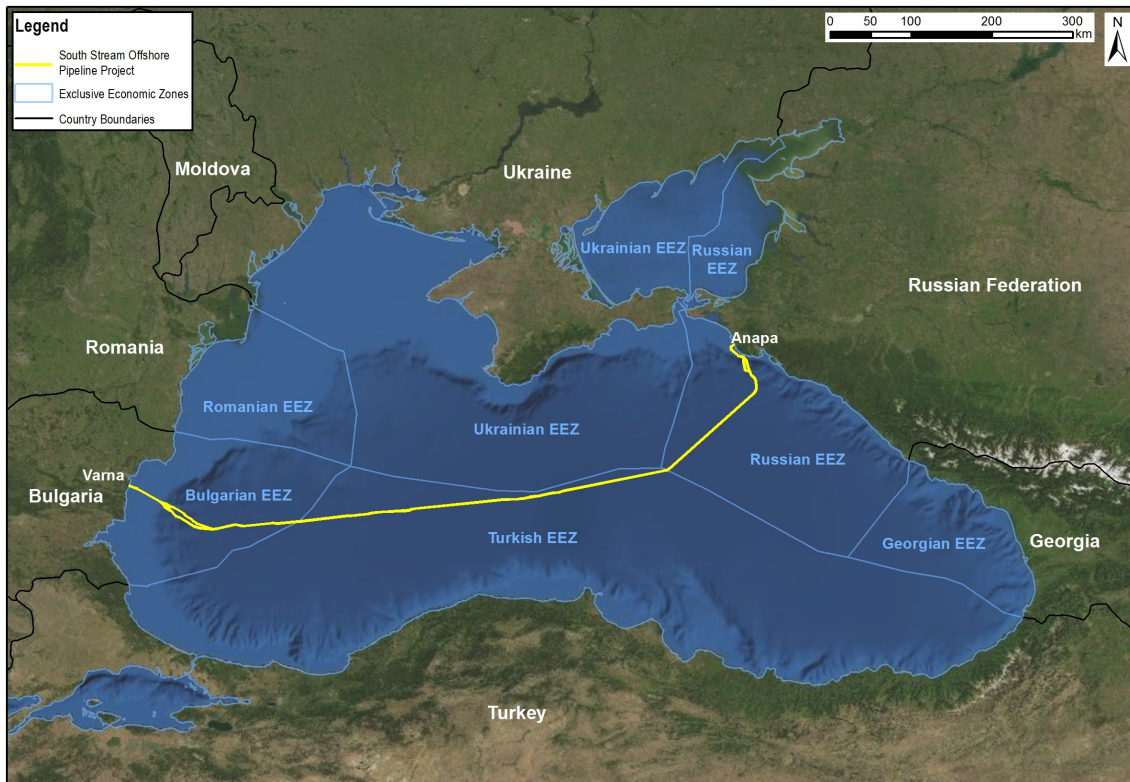 Legend
South Stream Offshore
Pipeline Project
Exclusive Economic Zones
Country Boundaries
0 50 100 200 300
km
N
Moldova
Ukraine
Ukrainian EEZ
Russian
EEZ
Russian Federation
Romania
Anapa
Romanian EEZ
Ukrainian EEZ
Russian EEZ
Varna
Bulgaria
Bulgarian EEZ
Turkish EEZ
Georgian EEZ
Georgia
Turkey